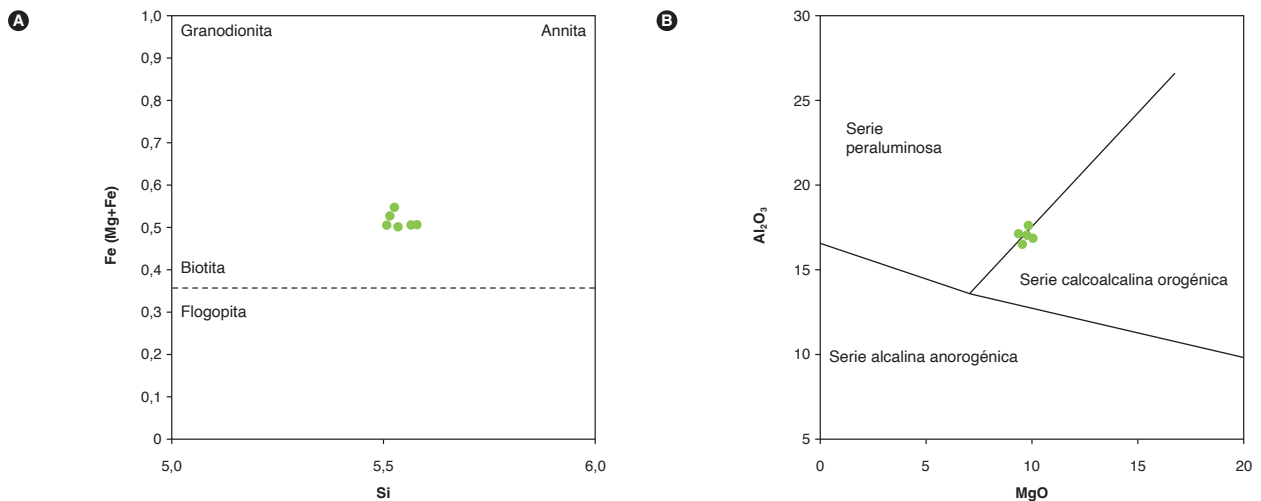 A
1,0
0,9
0,8
0,7
0,6
0,5
0,4
0,3
0,2
0,1
0
Fe (Mg+Fe)
Granodionita
Annita
Biotita
Flogopita
5,0
5,5
6,0
Si
B
30
25
20
15
10
5
Al₂O₃
Serie
peraluminosa
Serie calcoalcalina orogénica
Serie alcalina anorogénica
0
5
10
15
20
MgO